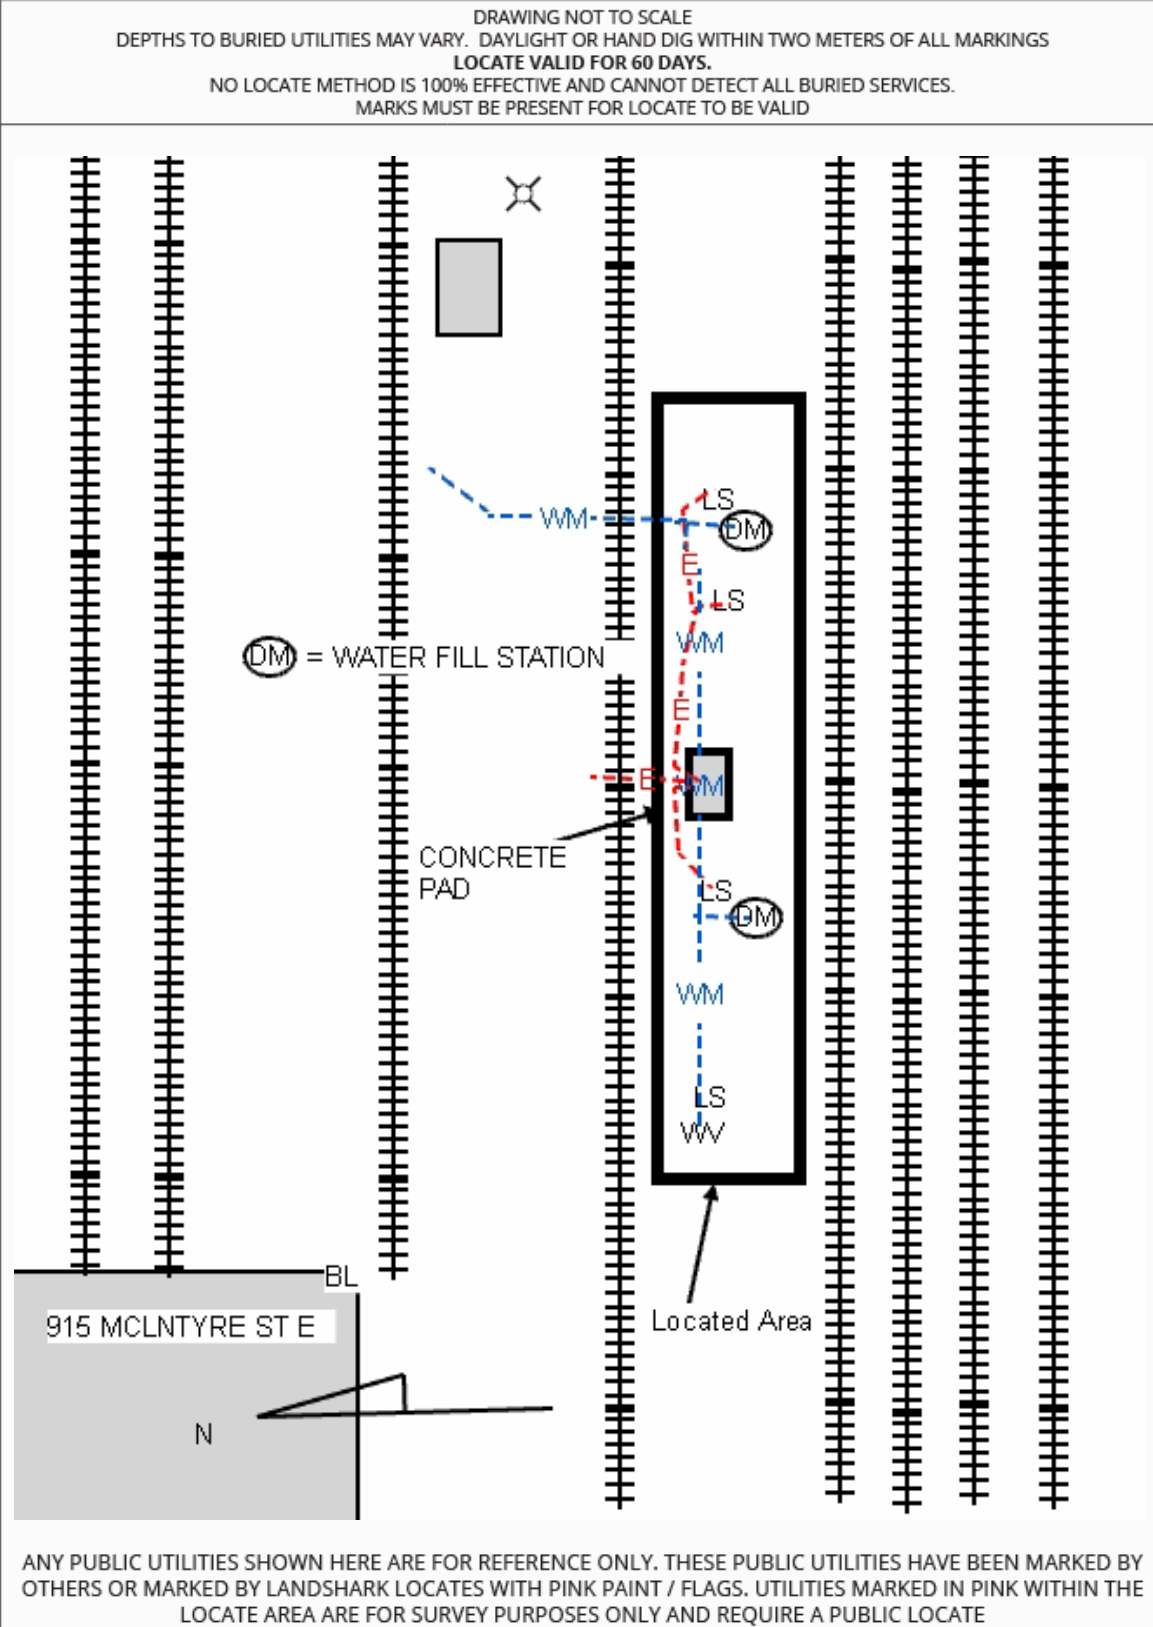 DRAWING NOT TO SCALE
DEPTHS TO BURIED UTILITIES MAY VARY. DAYLIGHT OR HAND DIG WITHIN TWO METERS OF ALL MARKINGS
LOCATE VALID FOR 60 DAYS.
NO LOCATE METHOD IS 100% EFFECTIVE AND CANNOT DETECT ALL BURIED SERVICES.
MARKS MUST BE PRESENT FOR LOCATE TO BE VALID
LS
WM
DM
E
LS
WM
DM = WATER FILL STATION
E
E
WM
CONCRETE
PAD
LS
DM
WM
LS
WV
BL
915 MCLNTYRE ST E
Located Area
N
ANY PUBLIC UTILITIES SHOWN HERE ARE FOR REFERENCE ONLY. THESE PUBLIC UTILITIES HAVE BEEN MARKED BY
OTHERS OR MARKED BY LANDSHARK LOCATES WITH PINK PAINT / FLAGS. UTILITIES MARKED IN PINK WITHIN THE
LOCATE AREA ARE FOR SURVEY PURPOSES ONLY AND REQUIRE A PUBLIC LOCATE